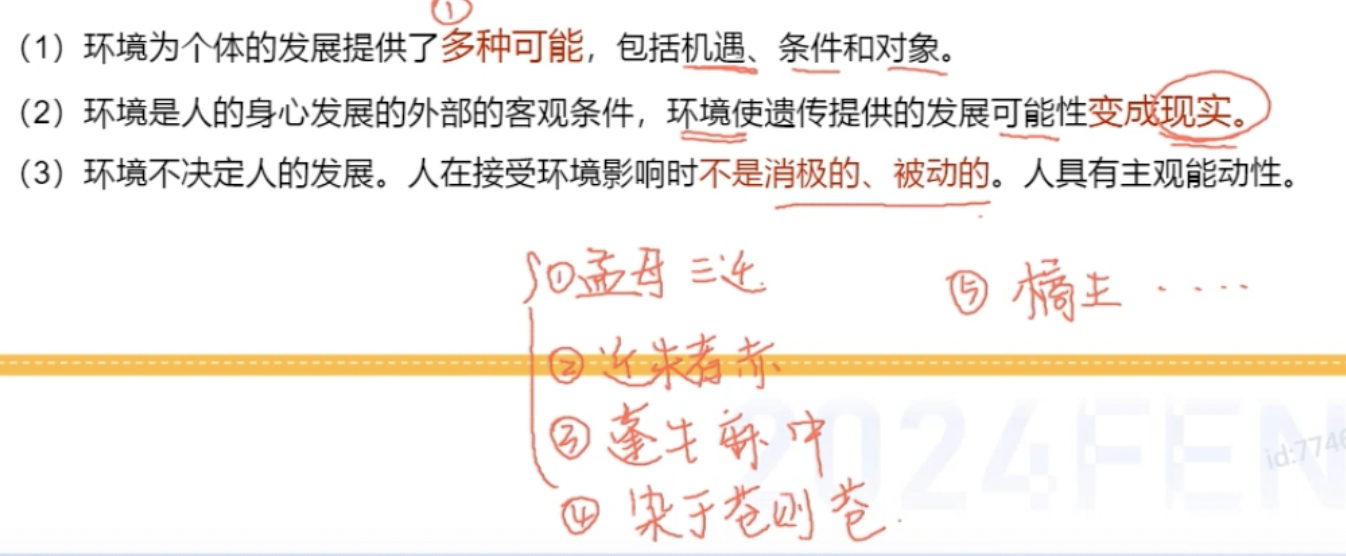 ①
(1)环境为个体的发展提供了多种可能，包括机遇、条件和对象。
(2)环境是人的身心发展的外部的客观条件，环境使遗传提供的发展可能性变成现实。
(3)环境不决定人的发展。人在接受环境影响时不是消极的、被动的。人具有主观能动性。
①孟母三迁
⑤橘生····
②近朱者赤
③蓬生麻中
④染于苍则苍.
2024FEN
id:7746